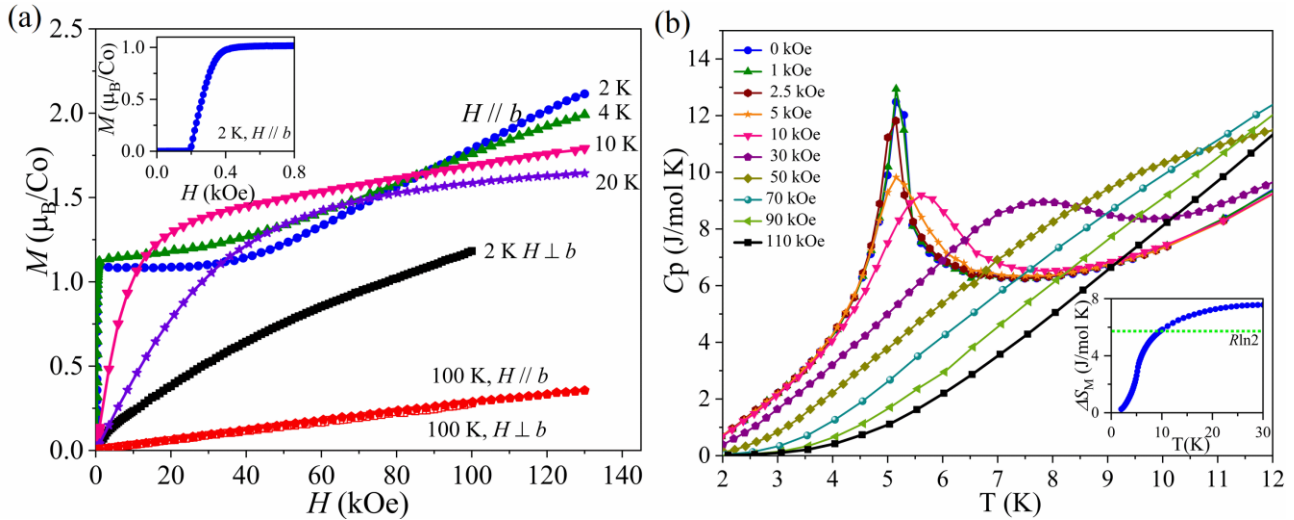 (a)
2.5
2.0
1.5
1.0
0.5
0.0
M (μB/Co)
0 20 40 60 80 100 120 140
H (kOe)
1.0
0.5
0.0
M (μB/Co)
2 K, H // b
0.0 0.4 0.8
H (kOe)
H // b
2 K
4 K
10 K
20 K
2 K H ⊥ b
100 K, H // b
100 K, H ⊥ b
(b)
14
12
10
8
6
4
2
0
Cp (J/mol K)
2 3 4 5 6 7 8 9 10 11 12
T (K)
0 kOe
1 kOe
2.5 kOe
5 kOe
10 kOe
30 kOe
50 kOe
70 kOe
90 kOe
110 kOe
8
4
0
ΔSM (J/mol K)
Rln2
0 10 20 30
T(K)